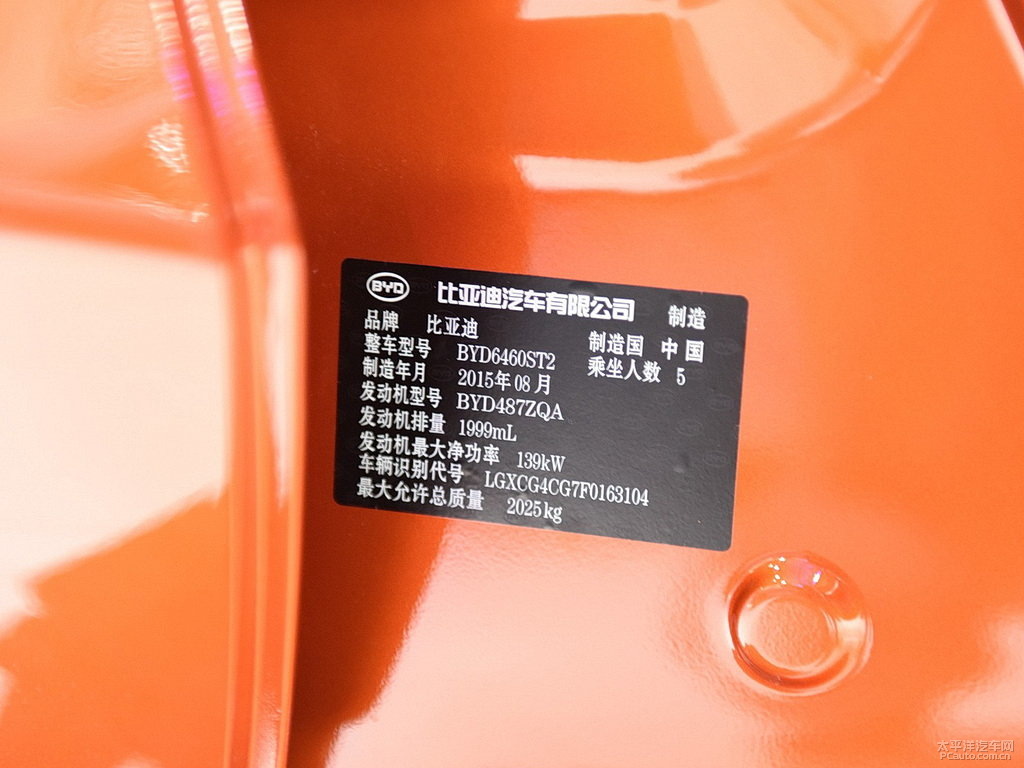 BYD 比亚迪汽车有限公司 制造
品牌 比亚迪 制造国 中国
整车型号 BYD6460ST2 乘坐人数 5
制造年月 2015年08月
发动机型号 BYD487ZQA
发动机排量 1999mL
发动机最大净功率 139kW
车辆识别代号 LGXCG4CG7F0163104
最大允许总质量 2025kg
太平洋汽车网
PCauto.com.cn